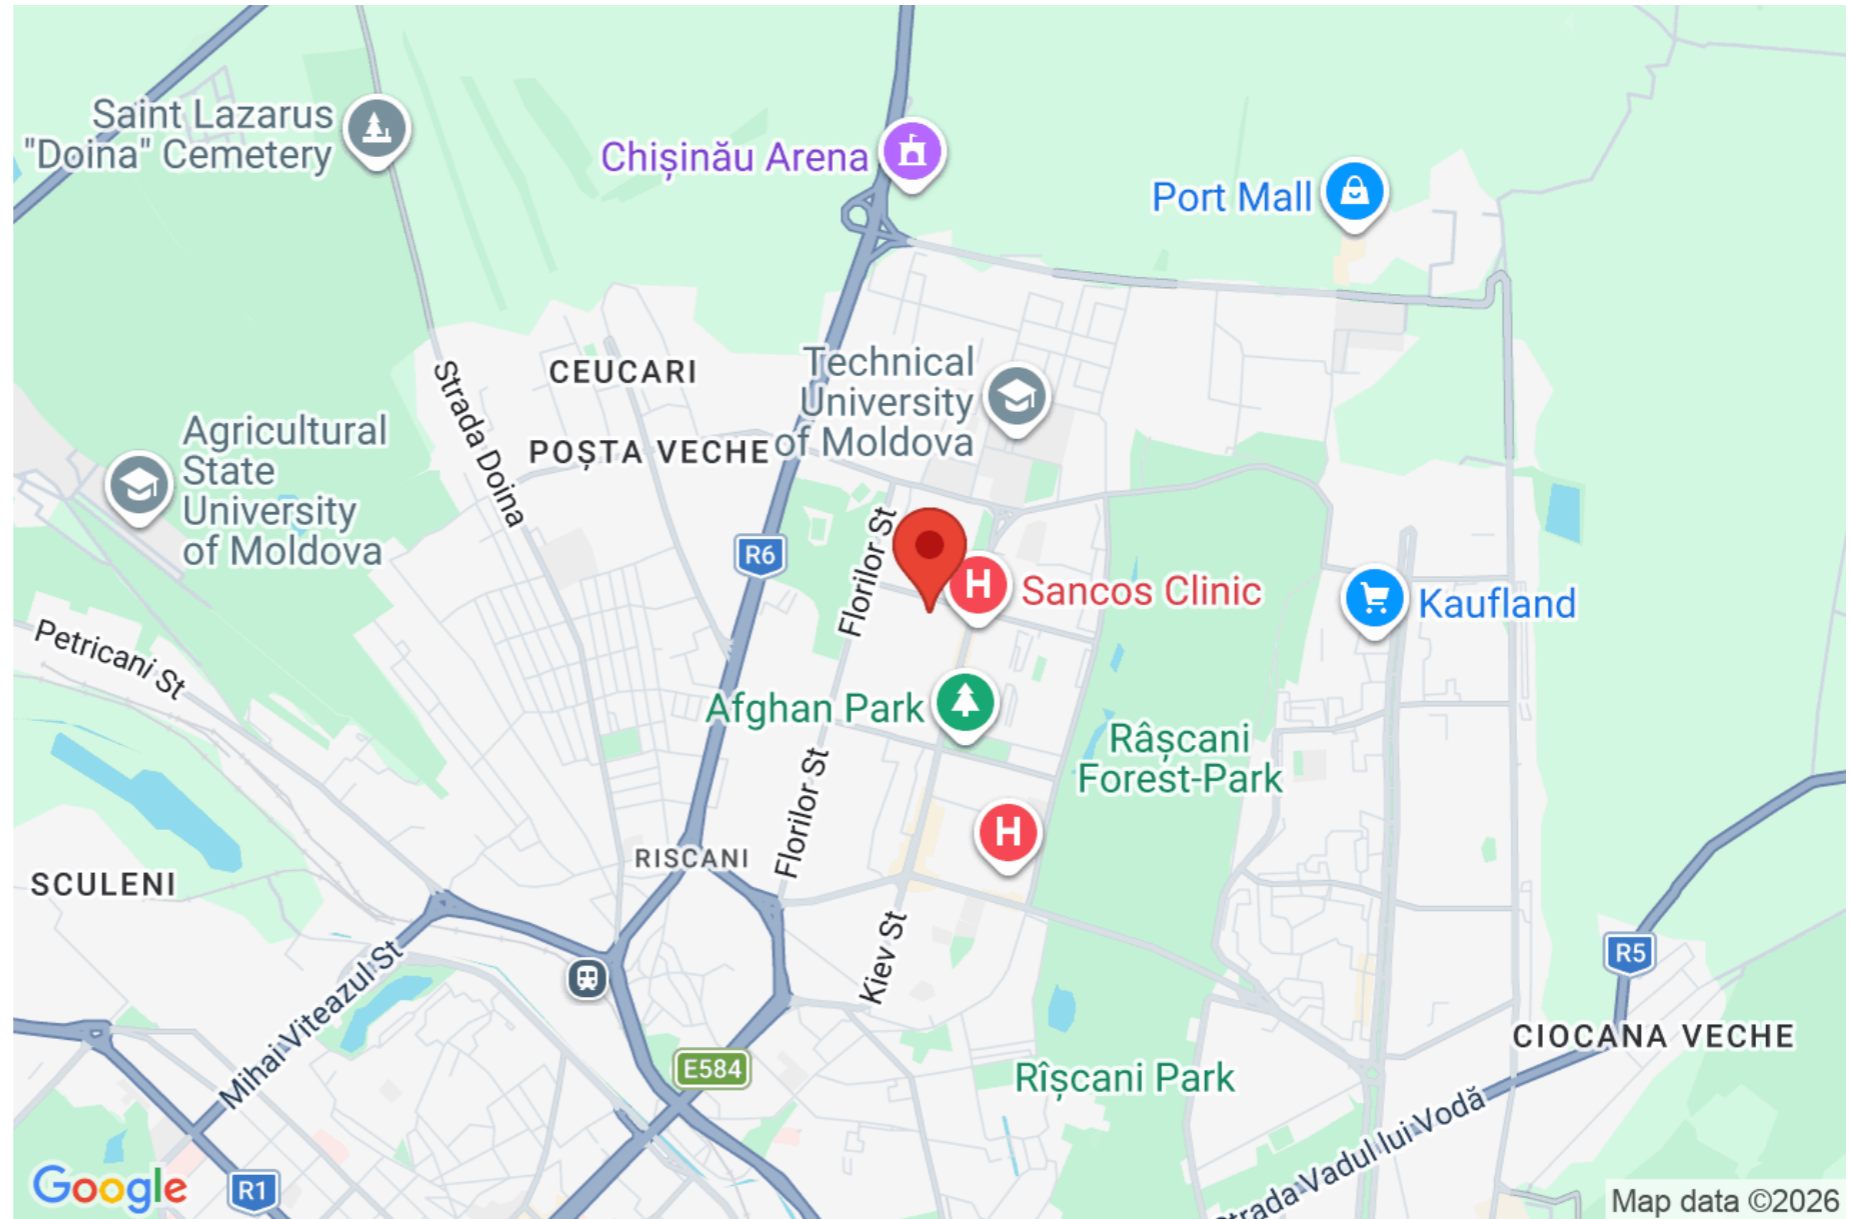 Saint Lazarus
"Doina" Cemetery
Chișinău Arena
Port Mall
CEUCARI
Technical
University
of Moldova
Strada Doina
POȘTA VECHE
Agricultural
State
University
of Moldova
R6
Florilor St
H
Sancos Clinic
Kaufland
Petricani St
Afghan Park
Râșcani
Forest-Park
Florilor St
H
RISCANI
SCULENI
Kiev St
R5
Mihai Viteazul St
CIOCANA VECHE
E584
Rîșcani Park
Strada Vadul lui Vodă
Google
R1
Map data ©2026